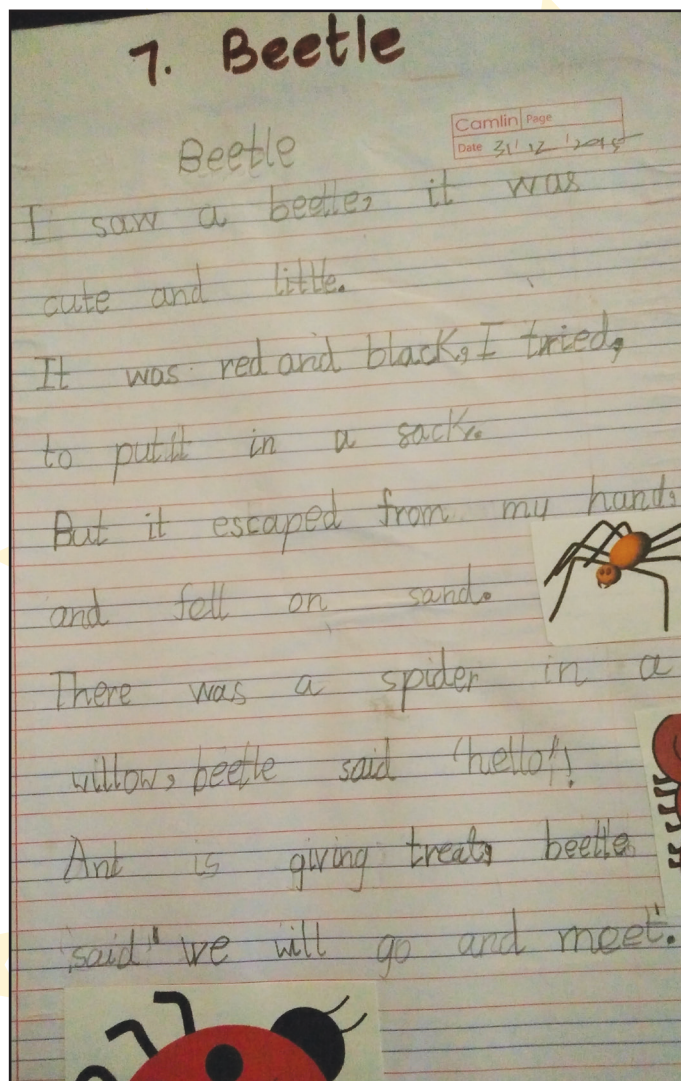 7. Beetle
Camlin Page
Date 31 12 2015
Beetle
I saw a beetle, it was
cute and little.
It was red and black, I tried,
to put it in a sack.
But it escaped from my hand,
and fell on sand.
There was a spider in a
willow, beetle said "hello"!
Ant is giving treat, beetle
said "we will go and meet".